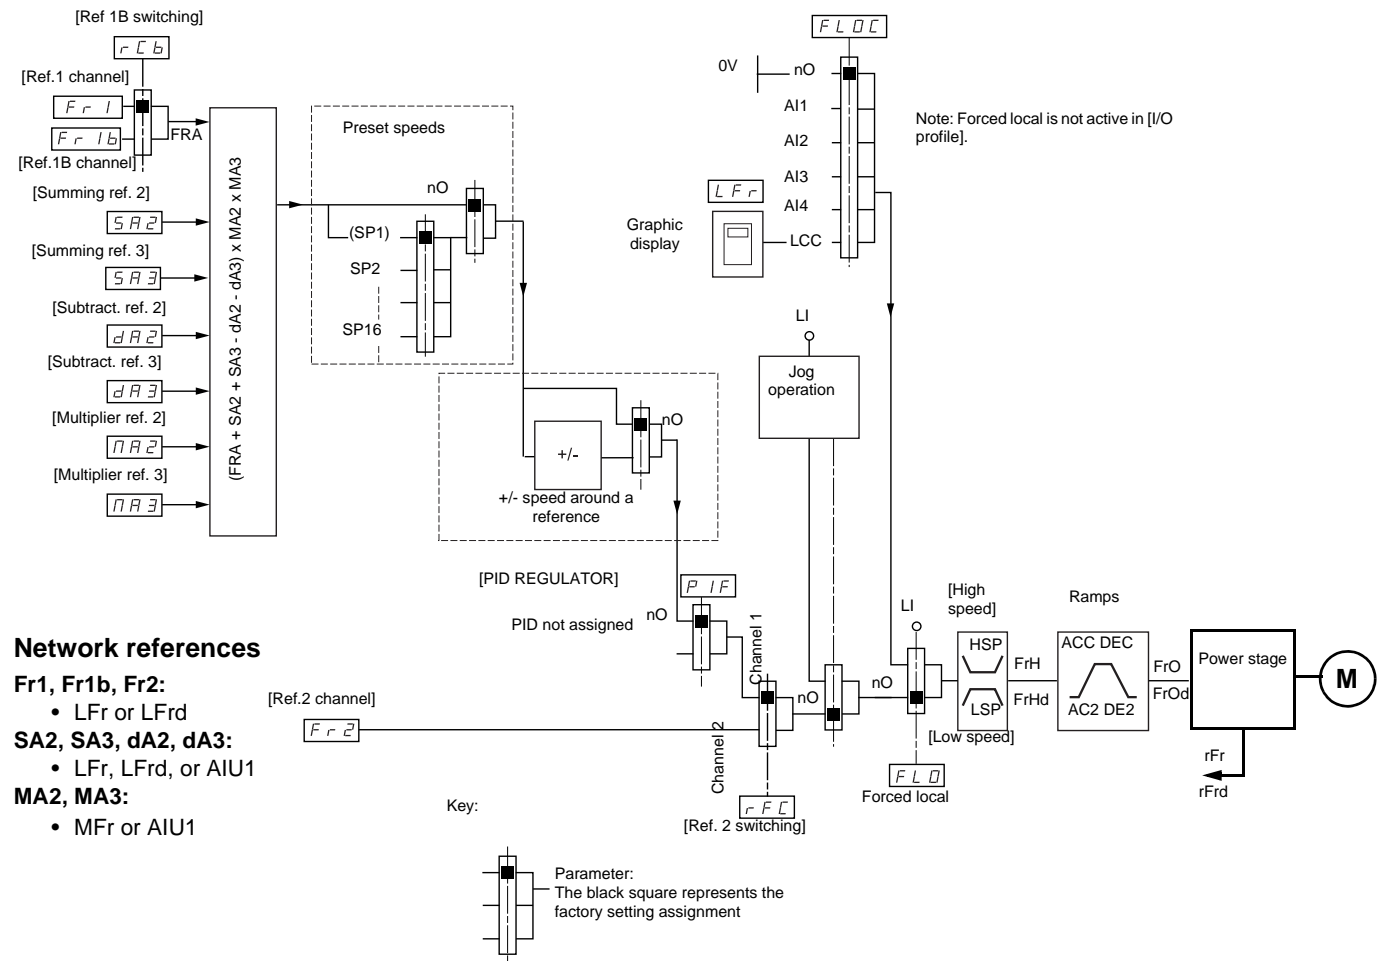 [Ref 1B switching]
rCb
[Ref.1 channel]
Fr1
Fr1b
FRA
[Ref.1B channel]
[Summing ref. 2]
SA2
[Summing ref. 3]
SA3
[Subtract. ref. 2]
dA2
[Subtract. ref. 3]
dA3
[Multiplier ref. 2]
MA2
[Multiplier ref. 3]
MA3
(FRA + SA2 + SA3 - dA2 - dA3) x MA2 x MA3
Preset speeds
nO
(SP1)
SP2
SP16
nO
+/-
+/- speed around a
reference
FLOC
0V
nO
AI1
AI2
AI3
AI4
LFr
Graphic
display
LCC
Note: Forced local is not active in [I/O
profile].
LI
Jog
operation
[PID REGULATOR]
PIF
nO
PID not assigned
Channel 1
[Ref.2 channel]
Fr2
Channel 2
nO
rFC
[Ref. 2 switching]
nO
LI
FLO
Forced local
[High
speed]
HSP
LSP
[Low speed]
FrH
FrHd
Ramps
ACC DEC
AC2 DE2
FrO
FrOd
Power stage
M
rFr
rFrd
Network references
Fr1, Fr1b, Fr2:
• LFr or LFrd
SA2, SA3, dA2, dA3:
• LFr, LFrd, or AIU1
MA2, MA3:
• MFr or AIU1
Key:
Parameter:
The black square represents the
factory setting assignment